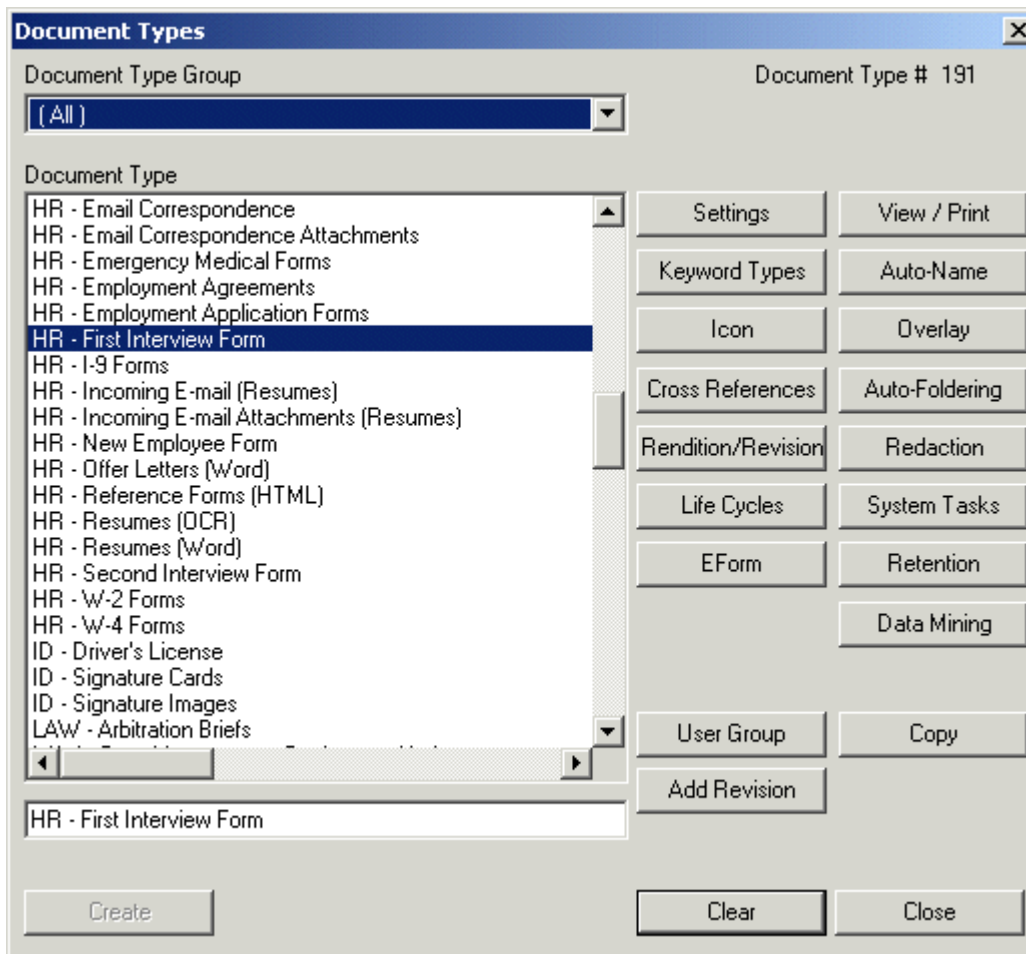 Document Types
Document Type Group
Document Type # 191
( All )
Document Type
HR - Email Correspondence
HR - Email Correspondence Attachments
HR - Emergency Medical Forms
HR - Employment Agreements
HR - Employment Application Forms
HR - First Interview Form
HR - I-9 Forms
HR - Incoming E-mail (Resumes)
HR - Incoming E-mail Attachments (Resumes)
HR - New Employee Form
HR - Offer Letters (Word)
HR - Reference Forms (HTML)
HR - Resumes (OCR)
HR - Resumes (Word)
HR - Second Interview Form
HR - W-2 Forms
HR - W-4 Forms
ID - Driver's License
ID - Signature Cards
ID - Signature Images
LAW - Arbitration Briefs
HR - First Interview Form
Settings
View / Print
Keyword Types
Auto-Name
Icon
Overlay
Cross References
Auto-Foldering
Rendition/Revision
Redaction
Life Cycles
System Tasks
EForm
Retention
Data Mining
User Group
Copy
Add Revision
Create
Clear
Close